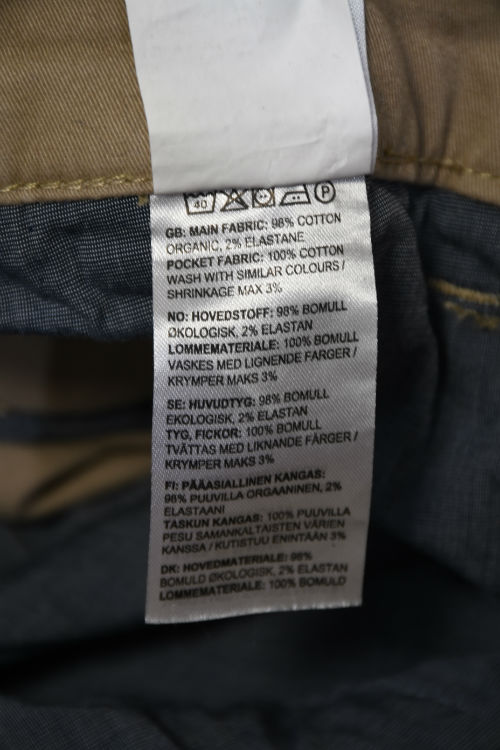 40 P
GB: MAIN FABRIC: 98% COTTON
ORGANIC, 2% ELASTANE
POCKET FABRIC: 100% COTTON
WASH WITH SIMILAR COLOURS /
SHRINKAGE MAX 3%
NO: HOVEDSTOFF: 98% BOMULL
ØKOLOGISK, 2% ELASTAN
LOMMEMATERIALE: 100% BOMULL
VASKES MED LIGNENDE FARGER /
KRYMPER MAKS 3%
SE: HUVUDTYG: 98% BOMULL
EKOLOGISK, 2% ELASTAN
TYG, FICKOR: 100% BOMULL
TVÄTTAS MED LIKNANDE FÄRGER /
KRYMPER MAKS 3%
FI: PÄÄASIALLINEN KANGAS:
98% PUUVILLA ORGAANINEN, 2%
ELASTAANI
TASKUN KANGAS: 100% PUUVILLA
PESU SAMANKALTAISTEN VÄRIEN
KANSSA / KUTISTUU ENINTÄÄN 3%
DK: HOVEDMATERIALE: 98%
BOMULD ØKOLOGISK, 2% ELASTAN
LOMMEMATERIALE: 100% BOMULD